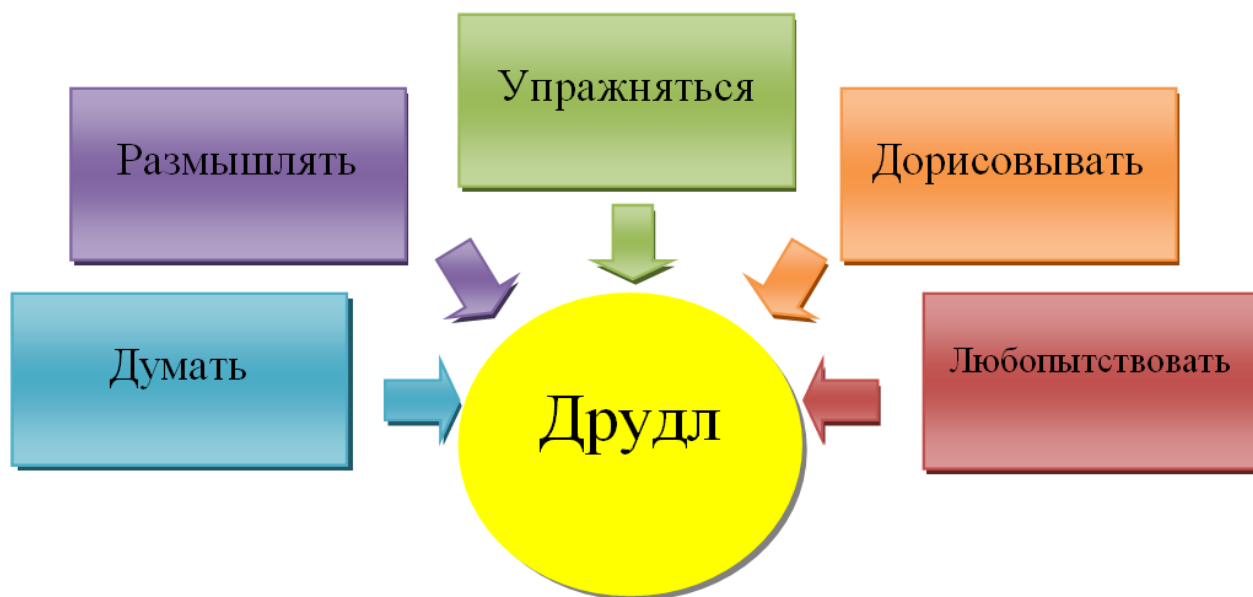 Упражняться
Размышлять
Дорисовывать
Думать
Любопытствовать
Друдл